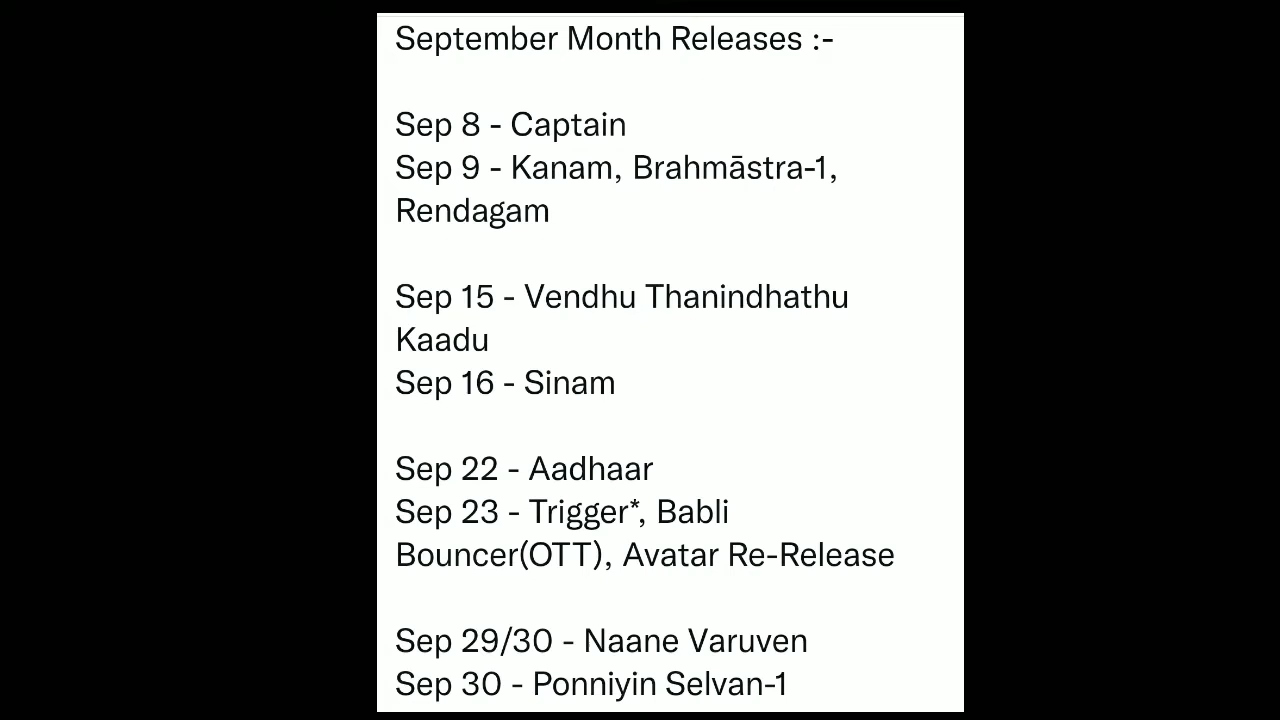 September Month Releases :-
Sep 8 - Captain
Sep 9 - Kanam, Brahmāstra-1,
Rendagam
Sep 15 - Vendhu Thanindhathu
Kaadu
Sep 16 - Sinam
Sep 22 - Aadhaar
Sep 23 - Trigger*, Babli
Bouncer(OTT), Avatar Re-Release
Sep 29/30 - Naane Varuven
Sep 30 - Ponniyin Selvan-1